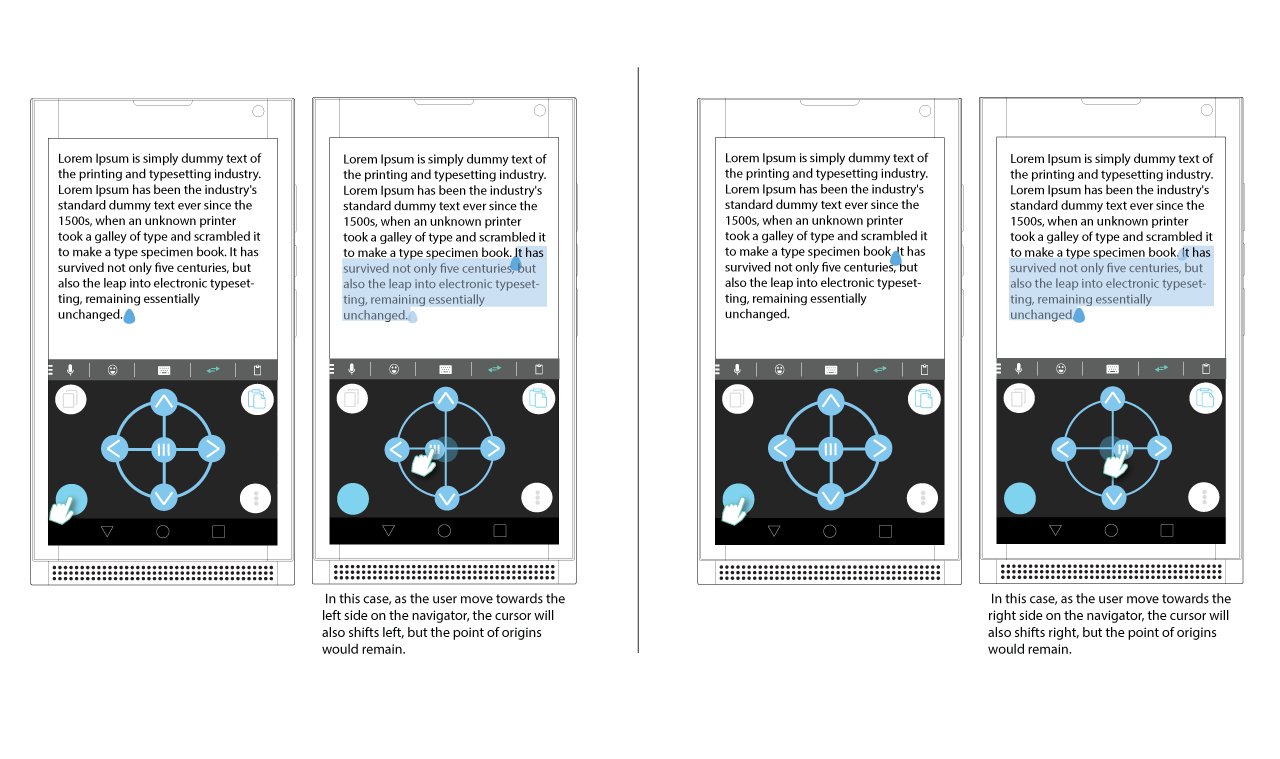 Lorem Ipsum is simply dummy text of
the printing and typesetting industry.
Lorem Ipsum has been the industry's
standard dummy text ever since the
1500s, when an unknown printer
took a galley of type and scrambled it
to make a type specimen book. It has
survived not only five centuries, but
also the leap into electronic typeset-
ting, remaining essentially
unchanged.
Lorem Ipsum is simply dummy text of
the printing and typesetting industry.
Lorem Ipsum has been the industry's
standard dummy text ever since the
1500s, when an unknown printer
took a galley of type and scrambled it
to make a type specimen book. It has
survived not only five centuries, but
also the leap into electronic typeset-
ting, remaining essentially
unchanged.
In this case, as the user move towards the
left side on the navigator, the cursor will
also shifts left, but the point of origins
would remain.
Lorem Ipsum is simply dummy text of
the printing and typesetting industry.
Lorem Ipsum has been the industry's
standard dummy text ever since the
1500s, when an unknown printer
took a galley of type and scrambled it
to make a type specimen book. It has
survived not only five centuries, but
also the leap into electronic typeset-
ting, remaining essentially
unchanged.
Lorem Ipsum is simply dummy text of
the printing and typesetting industry.
Lorem Ipsum has been the industry's
standard dummy text ever since the
1500s, when an unknown printer
took a galley of type and scrambled it
to make a type specimen book. It has
survived not only five centuries, but
also the leap into electronic typeset-
ting, remaining essentially
unchanged
In this case, as the user move towards the
right side on the navigator, the cursor will
also shifts right, but the point of origins
would remain.